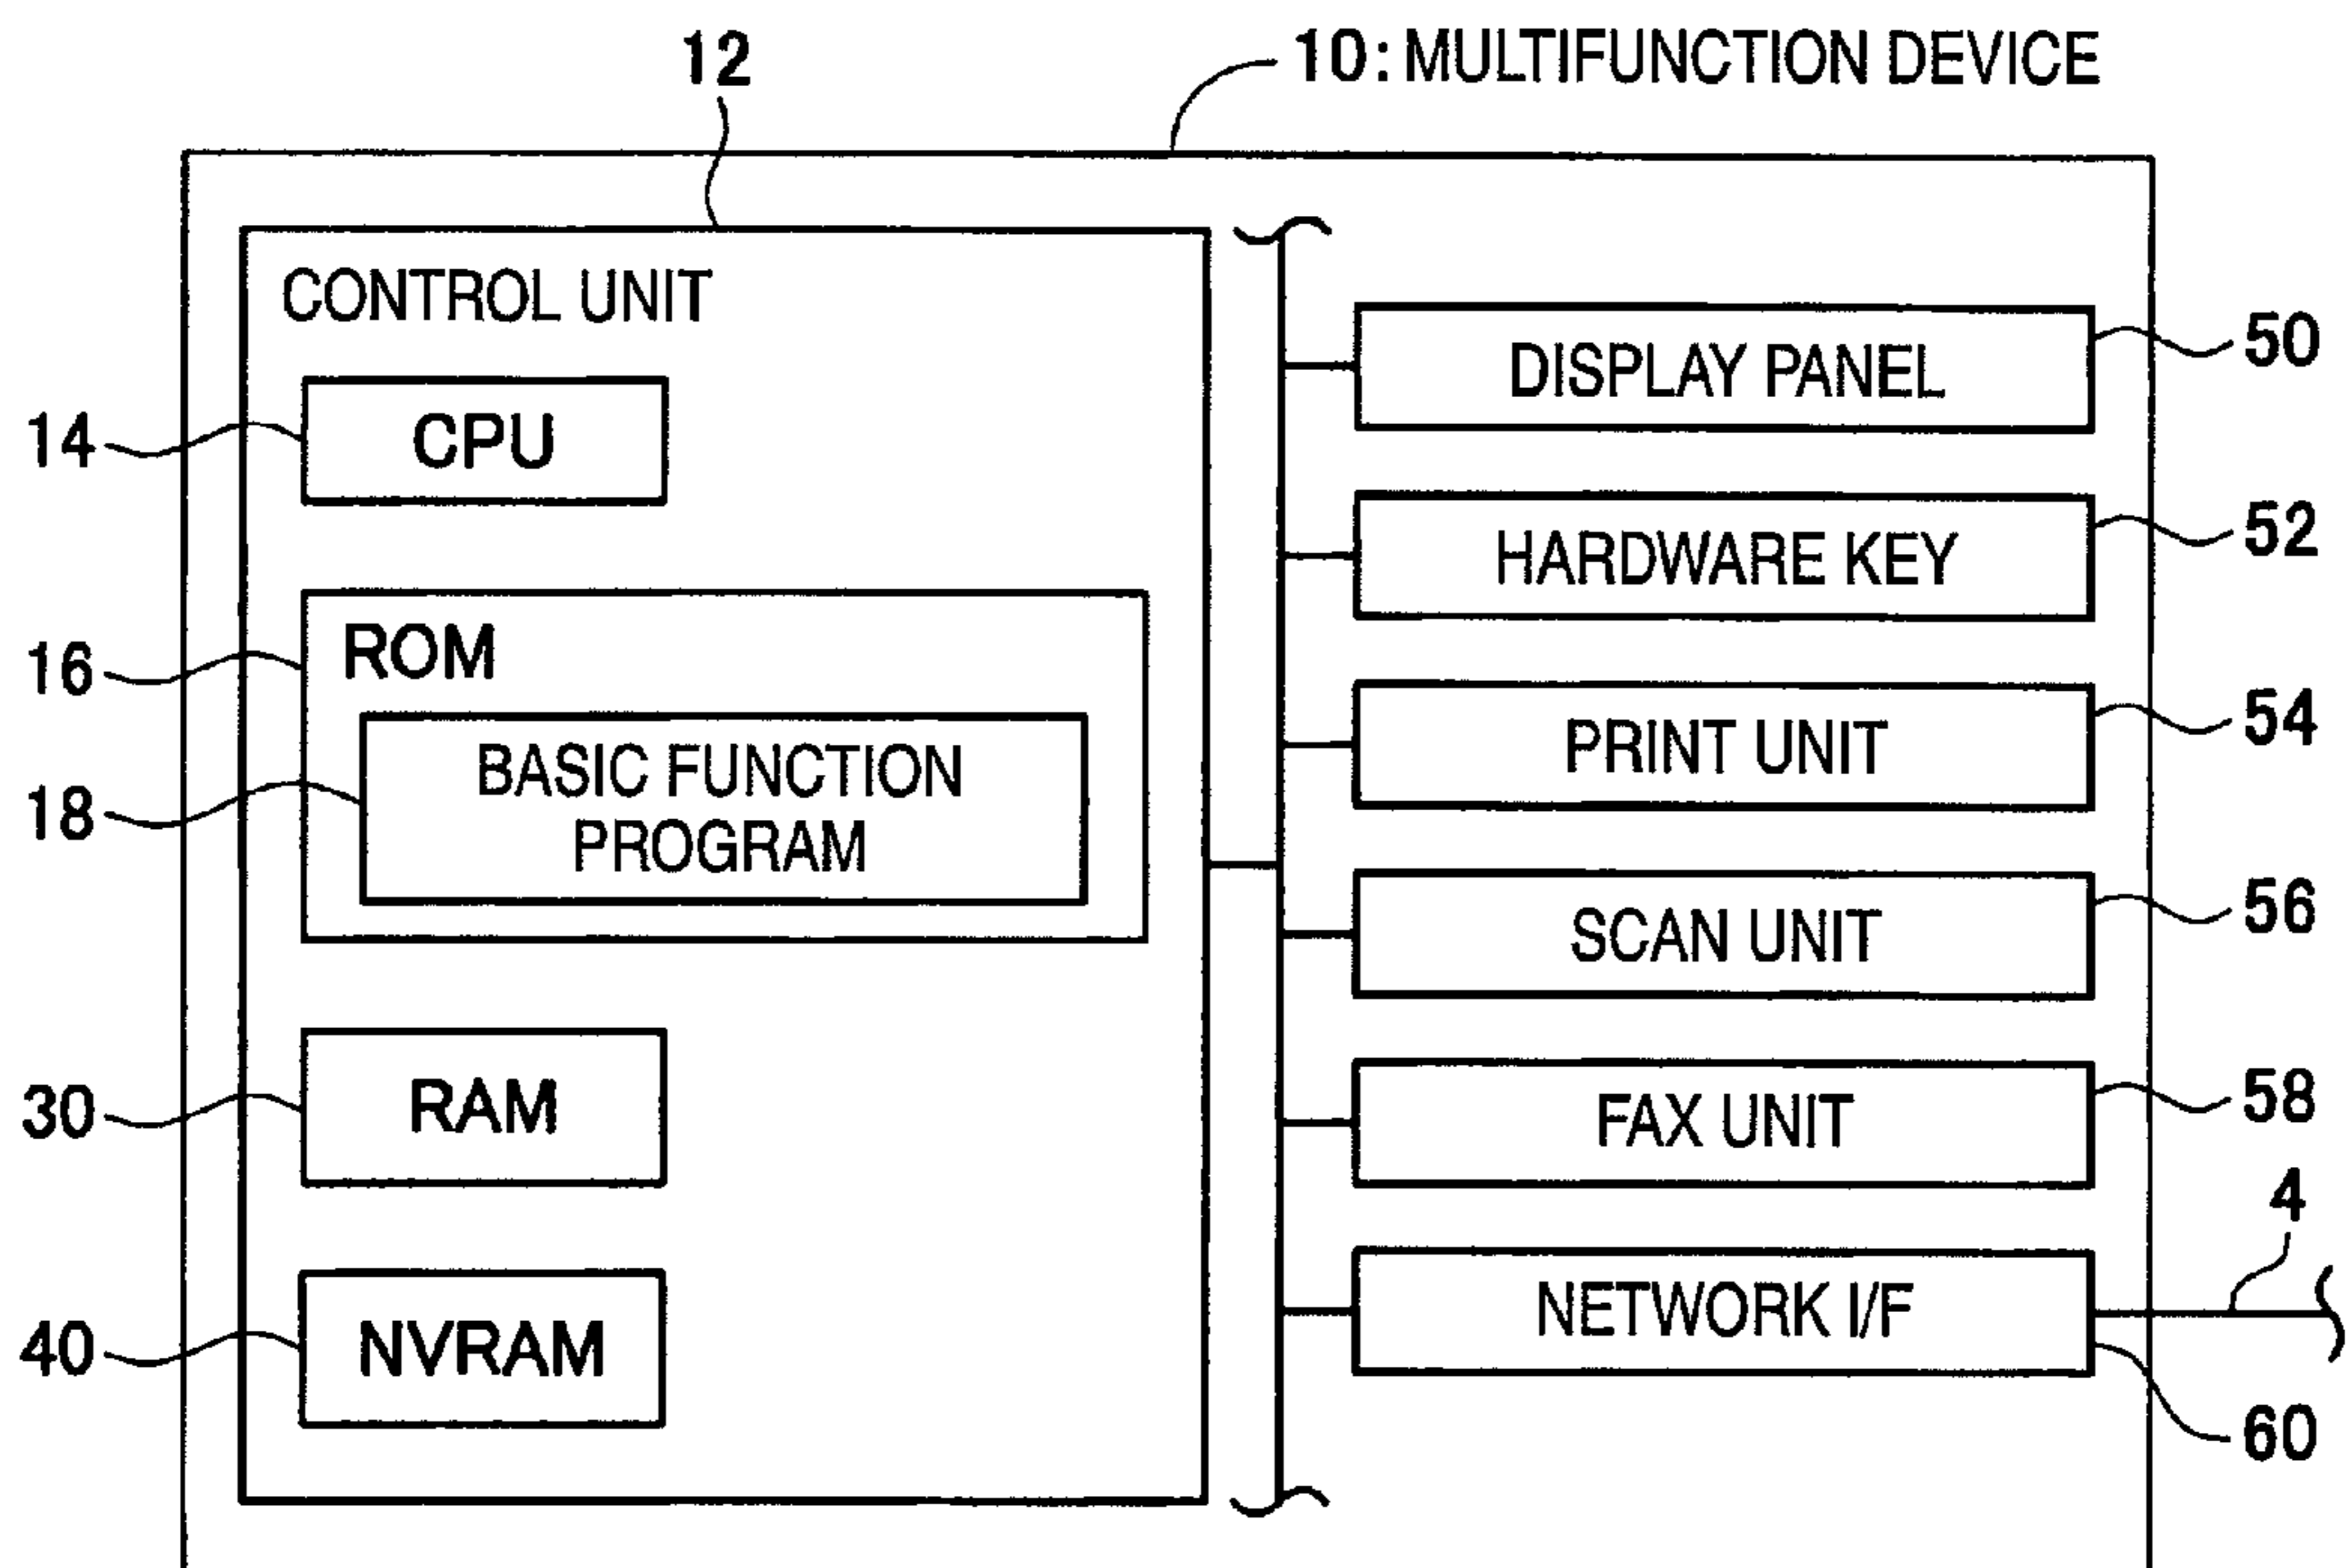 12
10: MULTIFUNCTION DEVICE
CONTROL UNIT
14
CPU
16
ROM
18
BASIC FUNCTION
PROGRAM
30
RAM
40
NVRAM
DISPLAY PANEL
50
HARDWARE KEY
52
PRINT UNIT
54
SCAN UNIT
56
FAX UNIT
58
4
NETWORK I/F
60